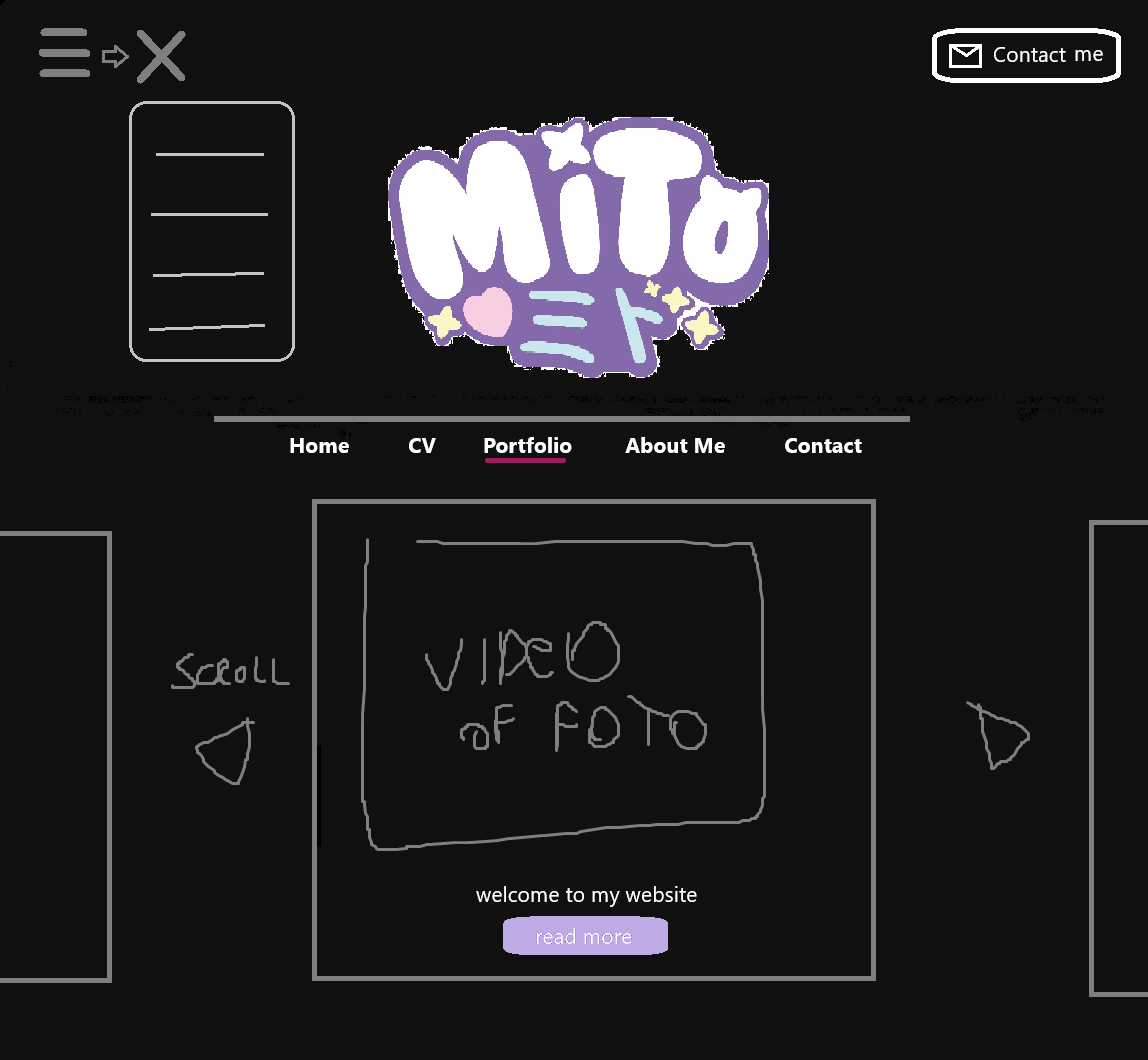 Contact me
MiTo
ミト
Home CV Portfolio About Me Contact
SCROLL
VIDEO
OF FOTO
welcome to my website
read more